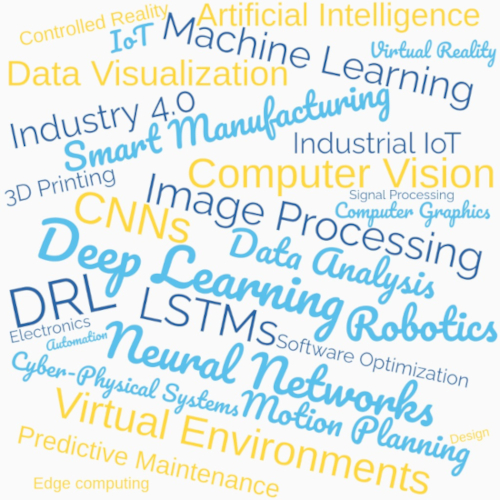 Controlled Reality
Artificial Intelligence
IoT
Machine Learning
Virtual Reality
Data Visualization
Industry 4.0
Smart Manufacturing
Industrial IoT
3D Printing
Computer Vision
Signal Processing
Image Processing
Computer Graphics
CNNs
Data Analysis
Deep Learning
DRL
LSTMs
Robotics
Electronics
Automation
Software Optimization
Neural Networks
Cyber-Physical Systems
Motion Planning
Virtual Environments
Design
Predictive Maintenance
Edge computing